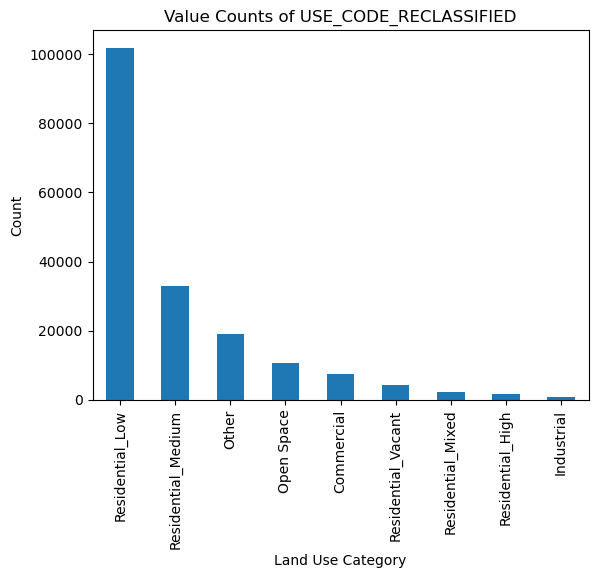 Value Counts of USE_CODE_RECLASSIFIED
100000
80000
60000
40000
20000
0
Count
Residential_Low
Residential_Medium
Other
Open Space
Commercial
Residential_Vacant
Residential_Mixed
Residential_High
Industrial
Land Use Category